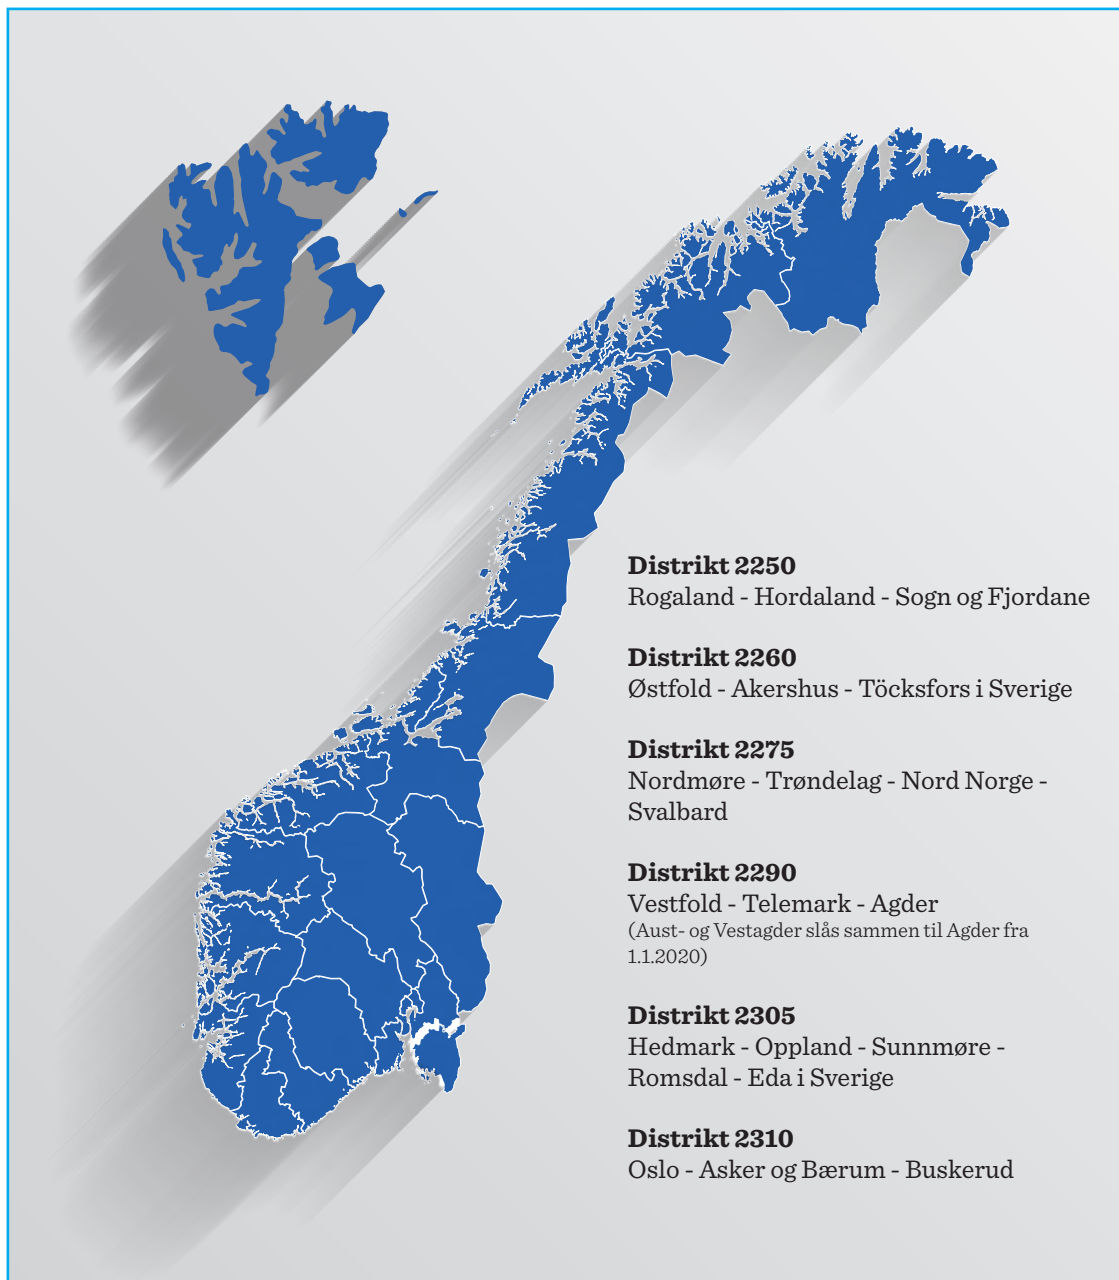 Distrikt 2250
Rogaland - Hordaland - Sogn og Fjordane
Distrikt 2260
Østfold - Akershus - Töcksfors i Sverige
Distrikt 2275
Nordmøre - Trøndelag - Nord Norge -
Svalbard
Distrikt 2290
Vestfold - Telemark - Agder
(Aust- og Vestagder slås sammen til Agder fra
1.1.2020)
Distrikt 2305
Hedmark - Oppland - Sunnmøre -
Romsdal - Eda i Sverige
Distrikt 2310
Oslo - Asker og Bærum - Buskerud